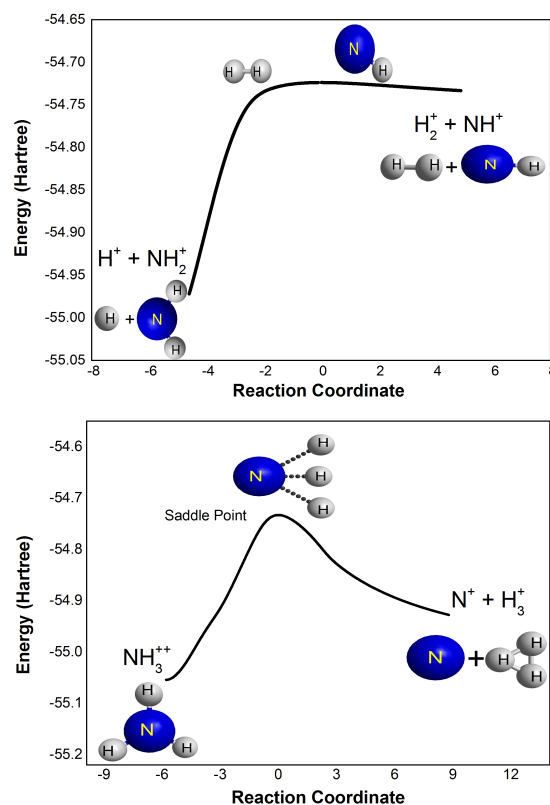 -54.65
-54.70
-54.75
-54.80
-54.85
-54.90
-54.95
-55.00
-55.05
Energy (Hartree)
H H
N
H
H₂⁺ + NH⁺
H H + N H
H⁺ + NH₂⁺
H + N H H
-8 -6 -4 -2 0 2 4 6 8
Reaction Coordinate
-54.6
-54.7
-54.8
-54.9
-55.0
-55.1
-55.2
Energy (Hartree)
H
N H
H
Saddle Point
N⁺ + H₃⁺
N + H H H
NH₃⁺⁺
H
N
H H
-9 -6 -3 0 3 6 9 12
Reaction Coordinate